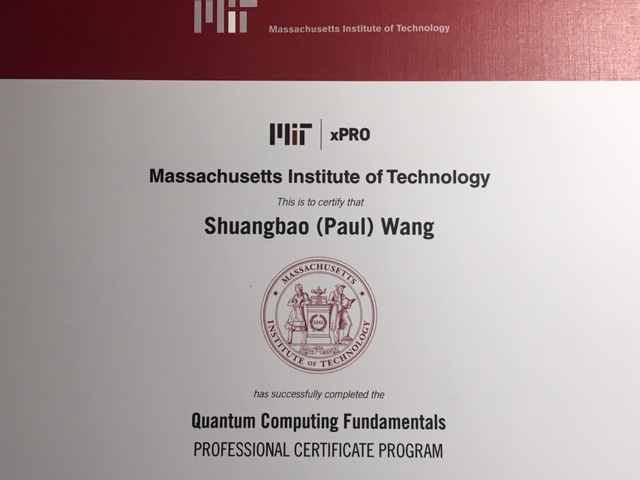 MIT
Massachusetts Institute of Technology
MIT xPRO
Massachusetts Institute of Technology
This is to certify that
Shuangbao (Paul) Wang
MASSACHUSETTS
INSTITUTE OF TECHNOLOGY
has successfully completed the
Quantum Computing Fundamentals
PROFESSIONAL CERTIFICATE PROGRAM